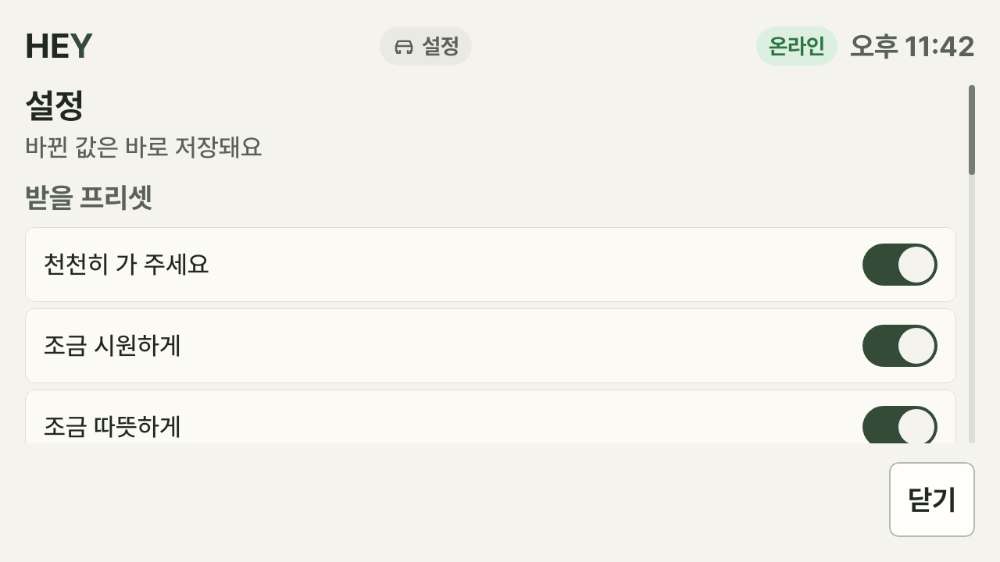 HEY
설정
온라인
오후 11:42
설정
바뀐 값은 바로 저장돼요
받을 프리셋
천천히 가 주세요
조금 시원하게
조금 따뜻하게
닫기